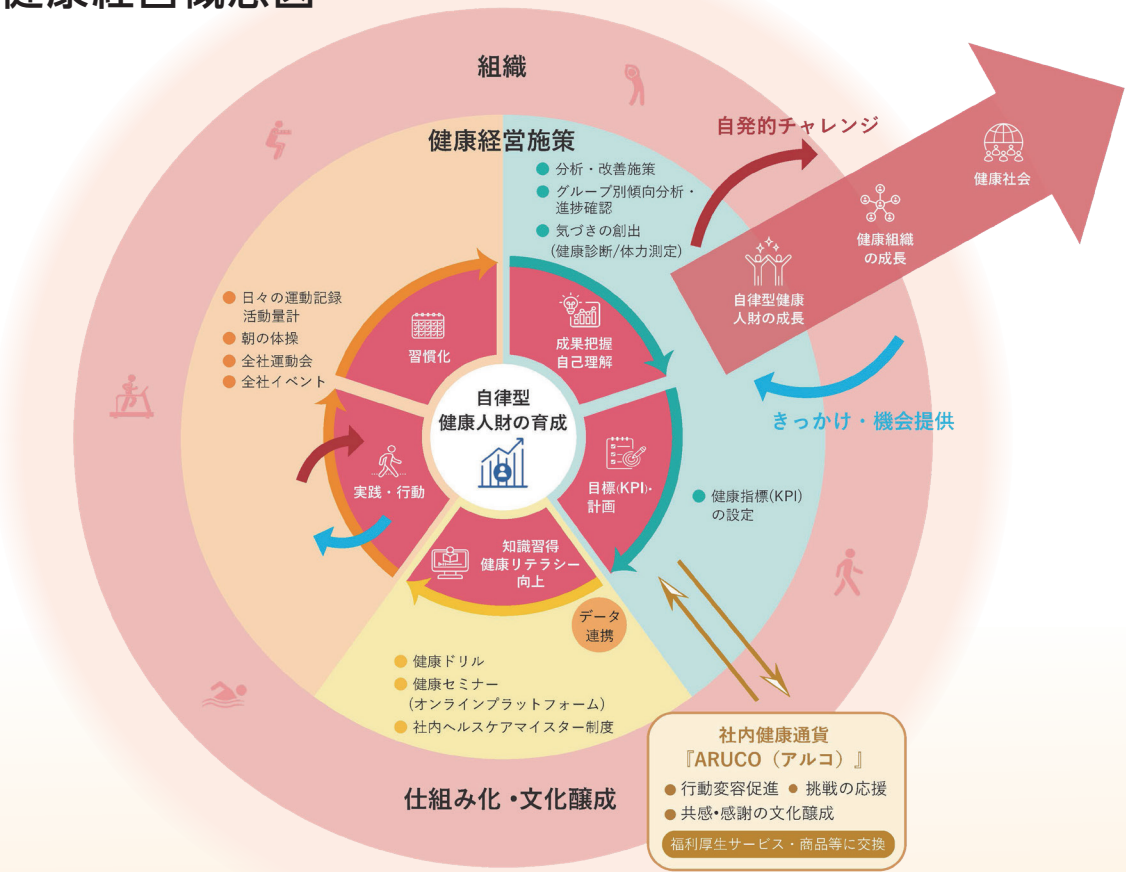 健康経営概念図
組織
健康経営施策
分析・改善施策
グループ別傾向分析・
進捗確認
気づきの創出
(健康診断/体力測定)
自発的チャレンジ
健康社会
健康組織
の成長
自律型健康
人財の成長
きっかけ・機会提供
日々の運動記録
活動量計
朝の体操
全社運動会
全社イベント
習慣化
成果把握
自己理解
自律型
健康人財の育成
実践・行動
目標(KPI)・
計画
健康指標(KPI)
の設定
知識習得
健康リテラシー
向上
データ
連携
健康ドリル
健康セミナー
(オンラインプラットフォーム)
社内ヘルスケアマイスター制度
仕組み化・文化醸成
社内健康通貨
『ARUCO（アルコ）』
行動変容促進 挑戦の応援
共感・感謝の文化醸成
福利厚生サービス・商品等に交換